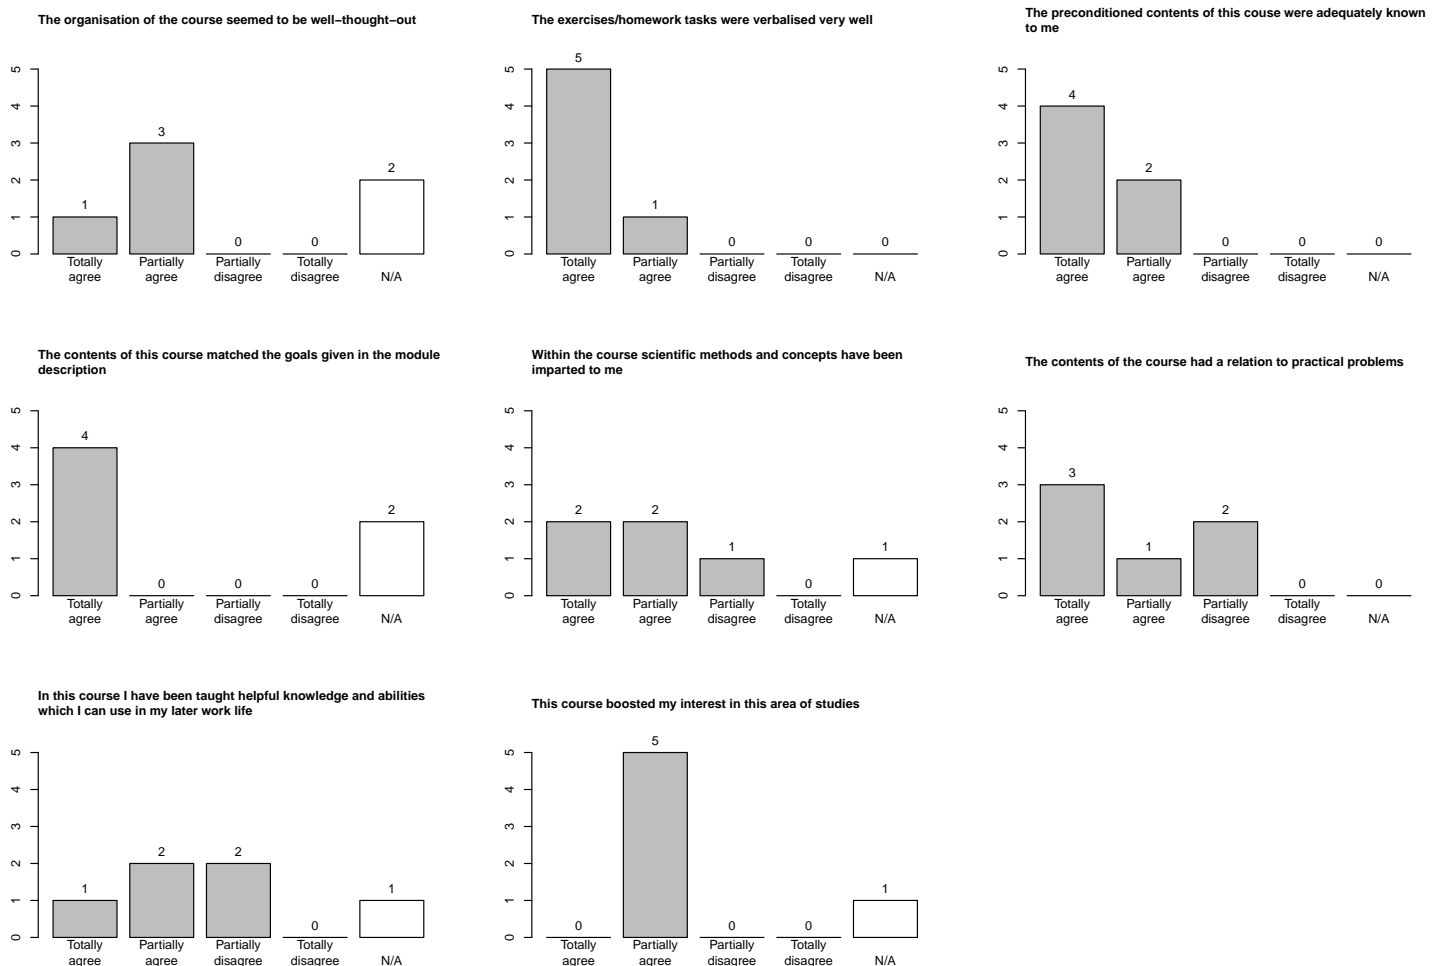 The organisation of the course seemed to be well−thought−out
0 1 2 3 4 5
1
3
0
0
2
Totally
agree
Partially
agree
Partially
disagree
Totally
disagree
N/A
The exercises/homework tasks were verbalised very well
0 1 2 3 4 5
5
1
0
0
0
Totally
agree
Partially
agree
Partially
disagree
Totally
disagree
N/A
The preconditioned contents of this couse were adequately known
to me
0 1 2 3 4 5
4
2
0
0
0
Totally
agree
Partially
agree
Partially
disagree
Totally
disagree
N/A
The contents of this course matched the goals given in the module
description
0 1 2 3 4 5
4
0
0
0
2
Totally
agree
Partially
agree
Partially
disagree
Totally
disagree
N/A
Within the course scientific methods and concepts have been
imparted to me
0 1 2 3 4 5
2
2
1
0
1
Totally
agree
Partially
agree
Partially
disagree
Totally
disagree
N/A
The contents of the course had a relation to practical problems
0 1 2 3 4 5
3
1
2
0
0
Totally
agree
Partially
agree
Partially
disagree
Totally
disagree
N/A
In this course I have been taught helpful knowledge and abilities
which I can use in my later work life
0 1 2 3 4 5
1
2
2
0
1
Totally
agree
Partially
agree
Partially
disagree
Totally
disagree
N/A
This course boosted my interest in this area of studies
0 1 2 3 4 5
0
5
0
0
1
Totally
agree
Partially
agree
Partially
disagree
Totally
disagree
N/A